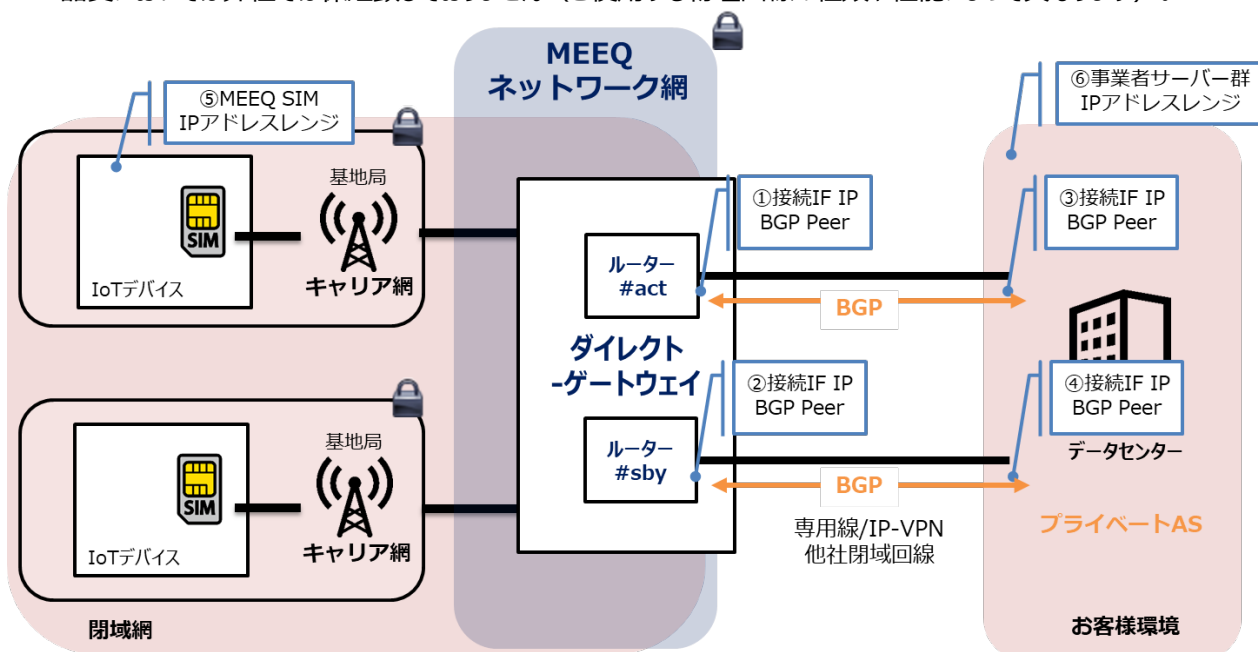 MEEQ
ネットワーク網
⑤MEEQ SIM
IPアドレスレンジ
⑥事業者サーバー群
IPアドレスレンジ
基地局
SIM
IoTデバイス
キャリア網
①接続IF IP
BGP Peer
③接続IF IP
BGP Peer
ルーター
#act
BGP
ダイレクト
-ゲートウェイ
②接続IF IP
BGP Peer
④接続IF IP
BGP Peer
基地局
SIM
IoTデバイス
キャリア網
ルーター
#sby
BGP
データセンター
専用線/IP-VPN
他社閉域回線
プライベートAS
閉域網
お客様環境